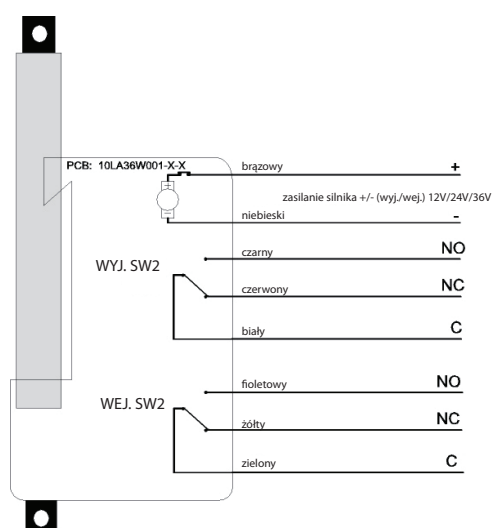 PCB: 10LA36W001-X-X
brązowy +
zasilanie silnika +/- (wyj./wej.) 12V/24V/36V
niebieski -
czarny NO
WYJ. SW2
czerwony NC
biały C
fioletowy NO
WEJ. SW2
żółty NC
zielony C